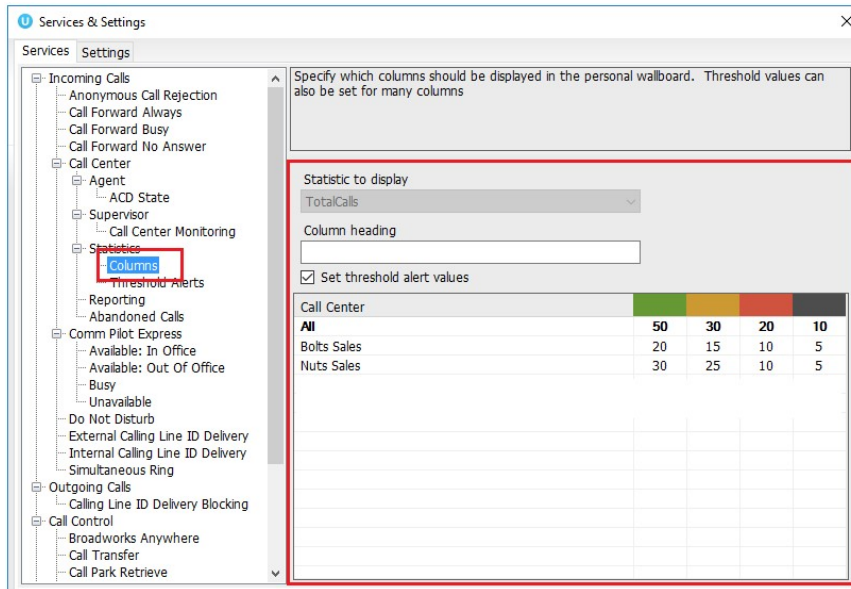 Services & Settings
Services Settings
Incoming Calls
Anonymous Call Rejection
Call Forward Always
Call Forward Busy
Call Forward No Answer
Call Center
Agent
ACD State
Supervisor
Call Center Monitoring
Statistics
Columns
Threshold Alerts
Reporting
Abandoned Calls
Comm Pilot Express
Available: In Office
Available: Out Of Office
Busy
Unavailable
Do Not Disturb
External Calling Line ID Delivery
Internal Calling Line ID Delivery
Simultaneous Ring
Outgoing Calls
Calling Line ID Delivery Blocking
Call Control
Broadworks Anywhere
Call Transfer
Call Park Retrieve
Specify which columns should be displayed in the personal wallboard. Threshold values can
also be set for many columns
Statistic to display
TotalCalls
Column heading
Set threshold alert values
Call Center
All 50 30 20 10
Bolts Sales 20 15 10 5
Nuts Sales 30 25 10 5